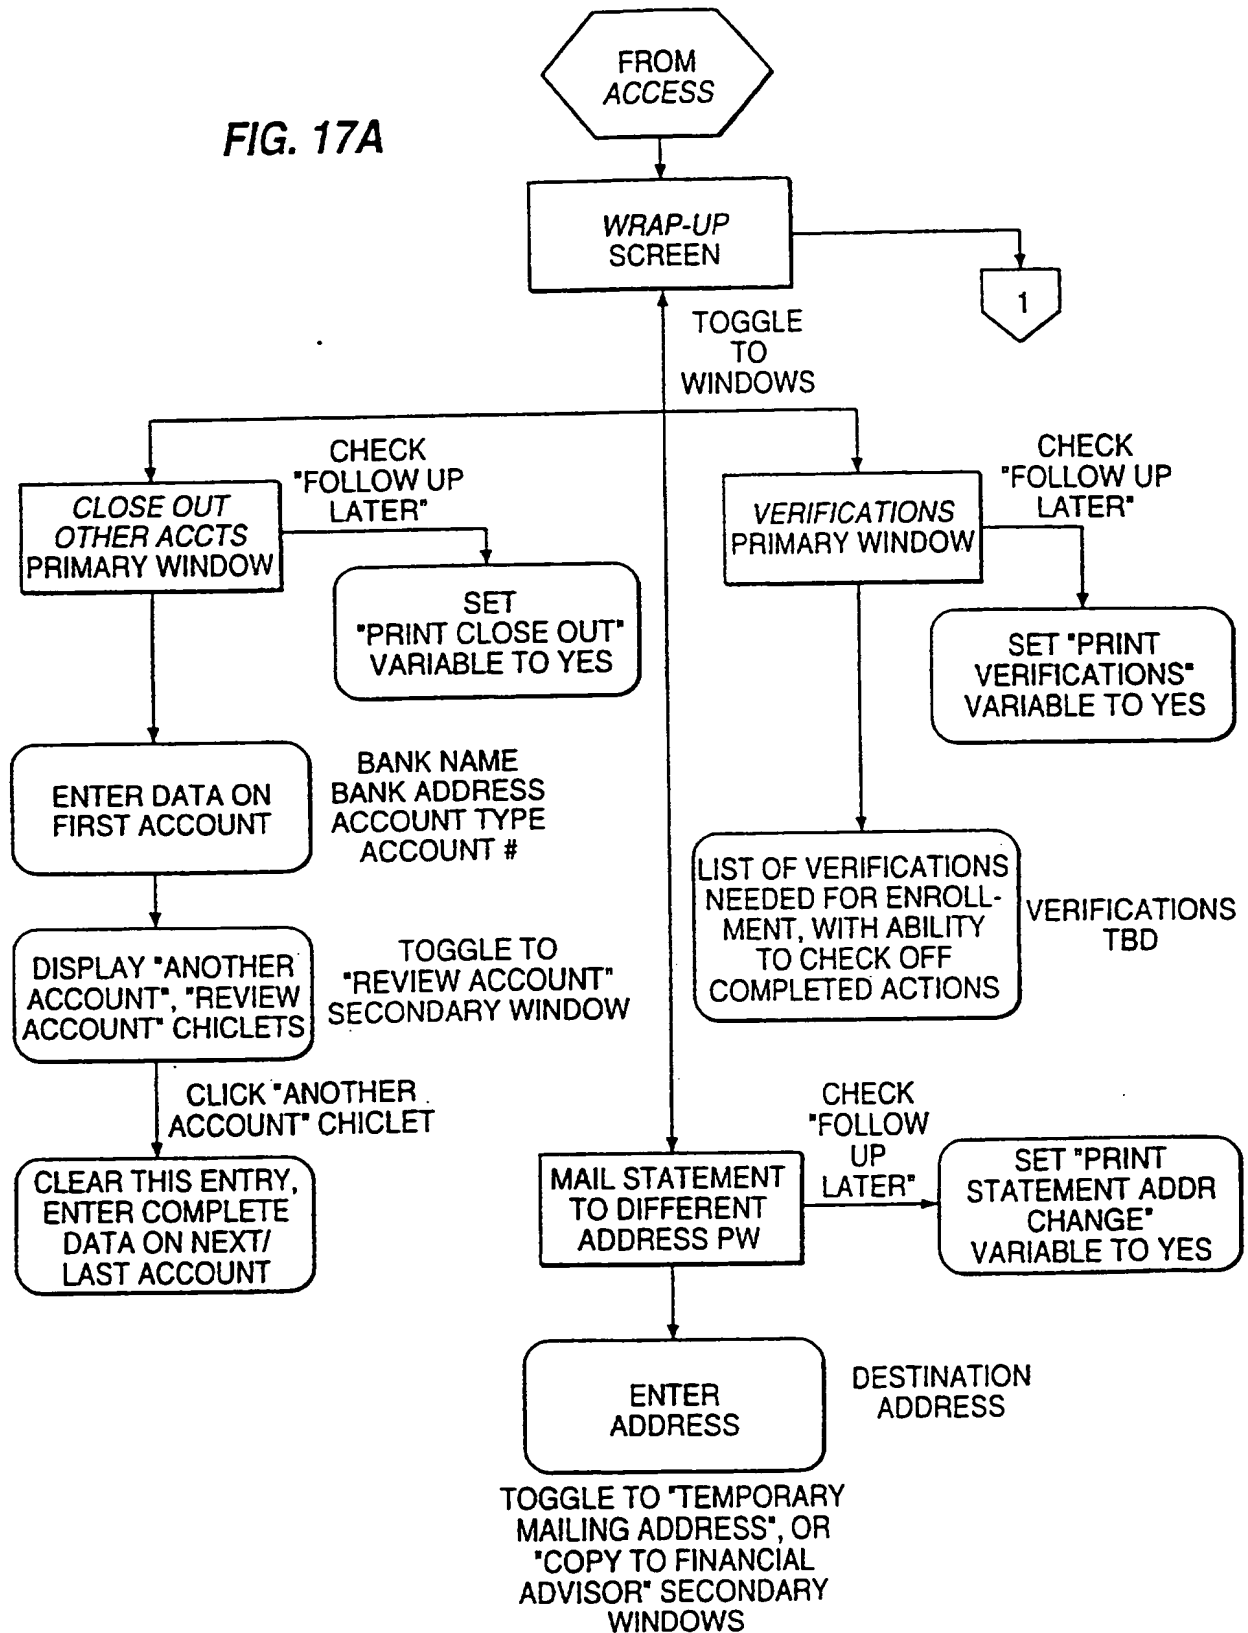 FROM
ACCESS
FIG. 17A
WRAP-UP
SCREEN
1
TOGGLE
TO
WINDOWS
CHECK
"FOLLOW UP
LATER"
CLOSE OUT
OTHER ACCTS
PRIMARY WINDOW
SET
"PRINT CLOSE OUT"
VARIABLE TO YES
CHECK
"FOLLOW UP
LATER"
VERIFICATIONS
PRIMARY WINDOW
SET "PRINT
VERIFICATIONS"
VARIABLE TO YES
ENTER DATA ON
FIRST ACCOUNT
BANK NAME
BANK ADDRESS
ACCOUNT TYPE
ACCOUNT #
LIST OF VERIFICATIONS
NEEDED FOR ENROLL-
MENT, WITH ABILITY
TO CHECK OFF
COMPLETED ACTIONS
VERIFICATIONS
TBD
DISPLAY "ANOTHER
ACCOUNT", "REVIEW
ACCOUNT" CHICLETS
TOGGLE TO
"REVIEW ACCOUNT"
SECONDARY WINDOW
CLICK "ANOTHER
ACCOUNT" CHICLET
CLEAR THIS ENTRY,
ENTER COMPLETE
DATA ON NEXT/
LAST ACCOUNT
MAIL STATEMENT
TO DIFFERENT
ADDRESS PW
CHECK
"FOLLOW
UP
LATER"
SET "PRINT
STATEMENT ADDR
CHANGE"
VARIABLE TO YES
ENTER
ADDRESS
DESTINATION
ADDRESS
TOGGLE TO "TEMPORARY
MAILING ADDRESS", OR
"COPY TO FINANCIAL
ADVISOR" SECONDARY
WINDOWS